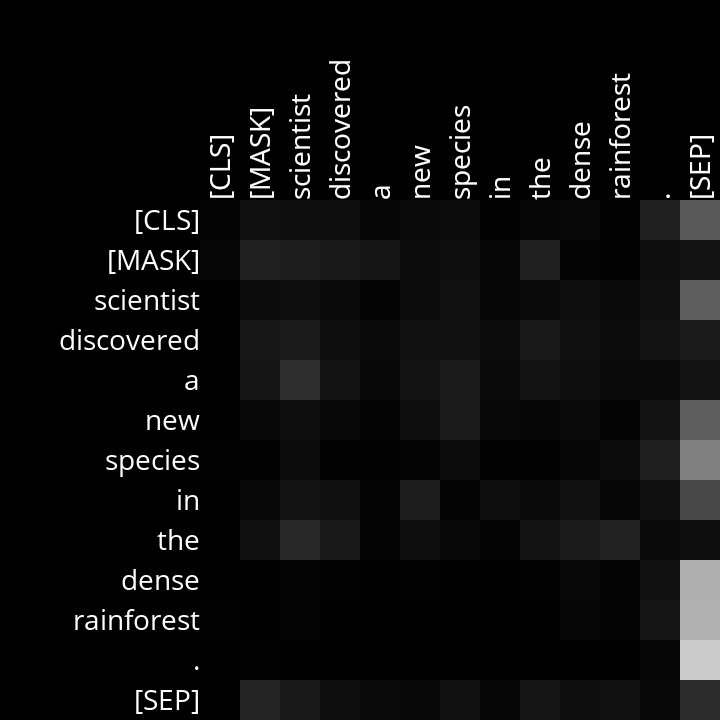 [CLS] [MASK] scientist discovered a new species in the dense rainforest . [SEP]
[CLS]
[MASK]
scientist
discovered
a
new
species
in
the
dense
rainforest
.
[SEP]